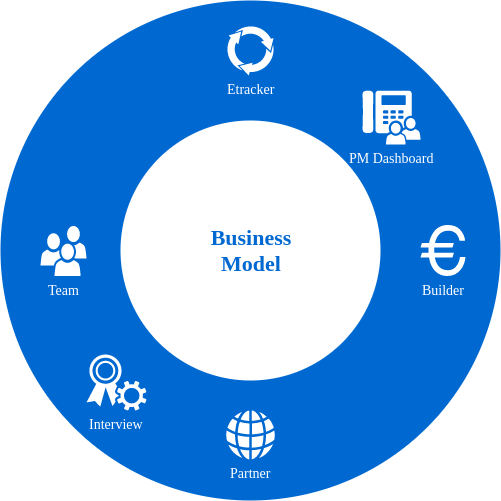 Etracker
PM Dashboard
Business
Model
Team
Builder
Interview
Partner